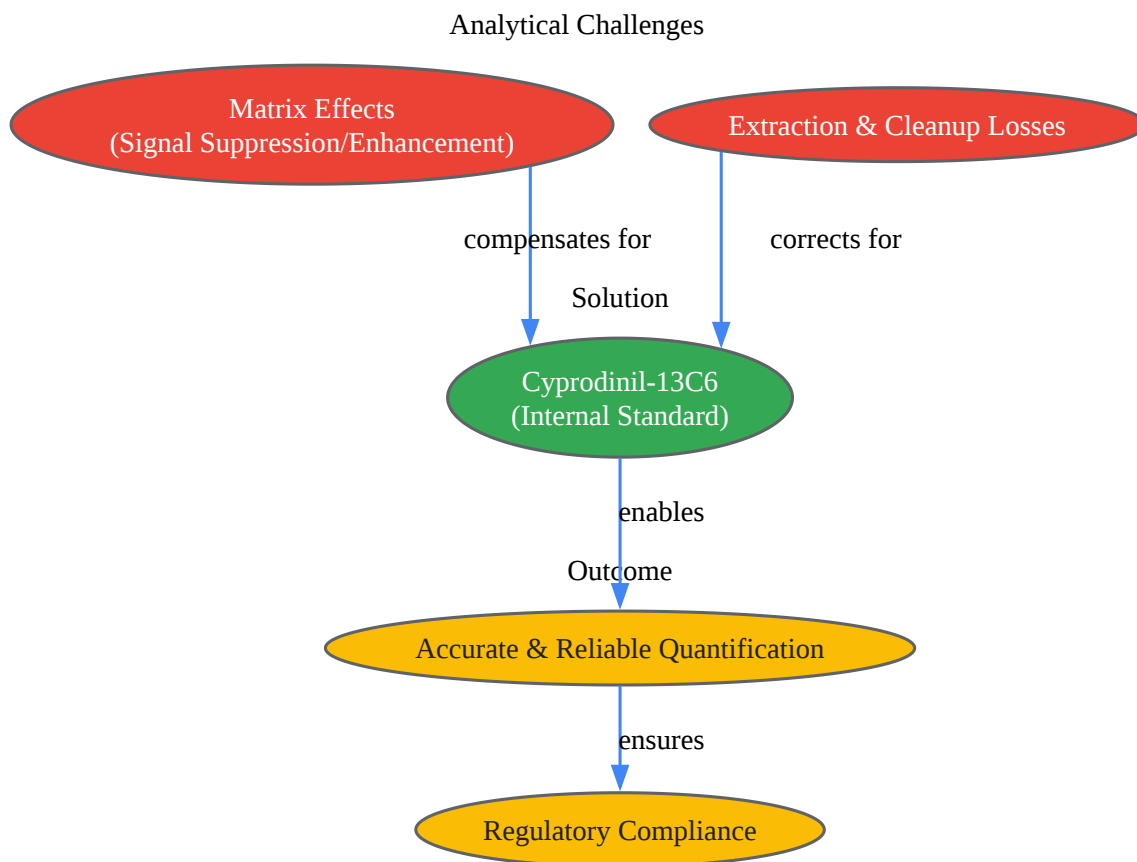 Analytical Challenges
Matrix Effects
(Signal Suppression/Enhancement)
Extraction & Cleanup Losses
compensates for
corrects for
Solution
Cyprodinil-13C6
(Internal Standard)
enables
Outcome
Accurate & Reliable Quantification
ensures
Regulatory Compliance